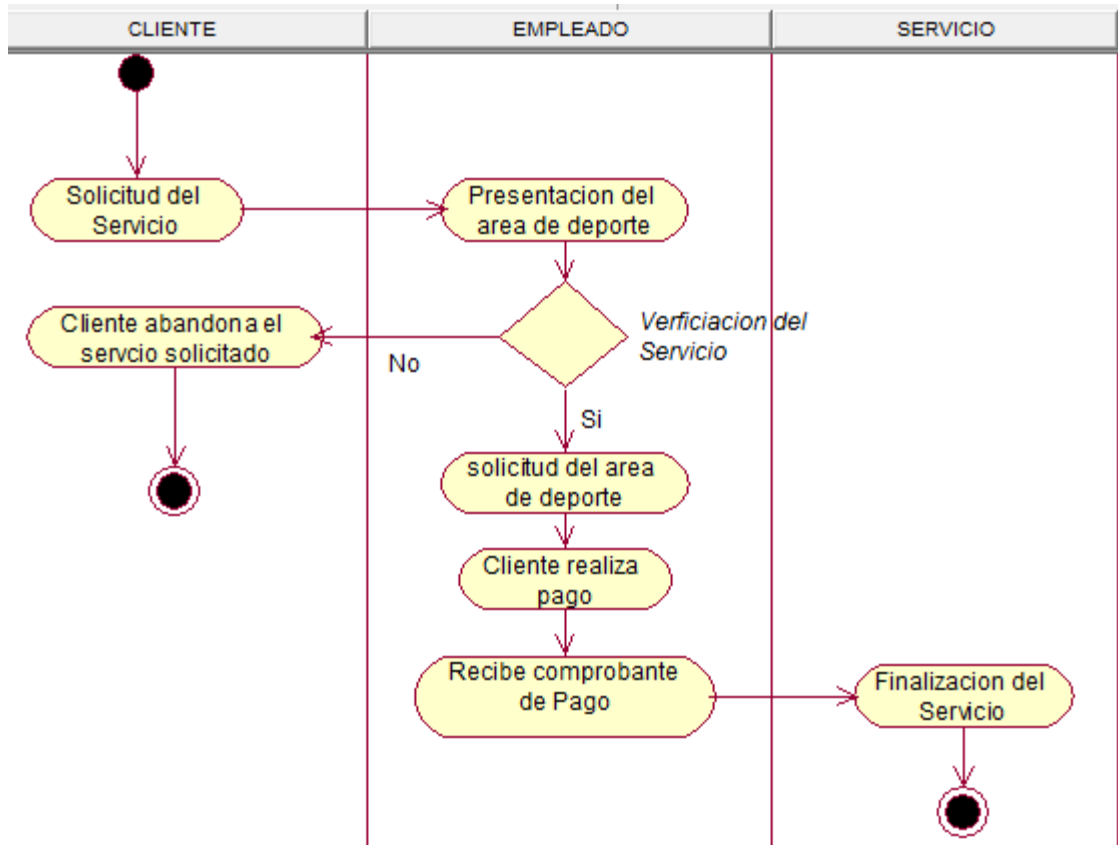 CLIENTE
EMPLEADO
SERVICIO
Solicitud del
Servicio
Presentacion del
area de deporte
Cliente abandona el
servcio solicitado
No
Verficiacion del
Servicio
Si
solicitud del area
de deporte
Cliente realiza
pago
Recibe comprobante
de Pago
Finalizacion del
Servicio